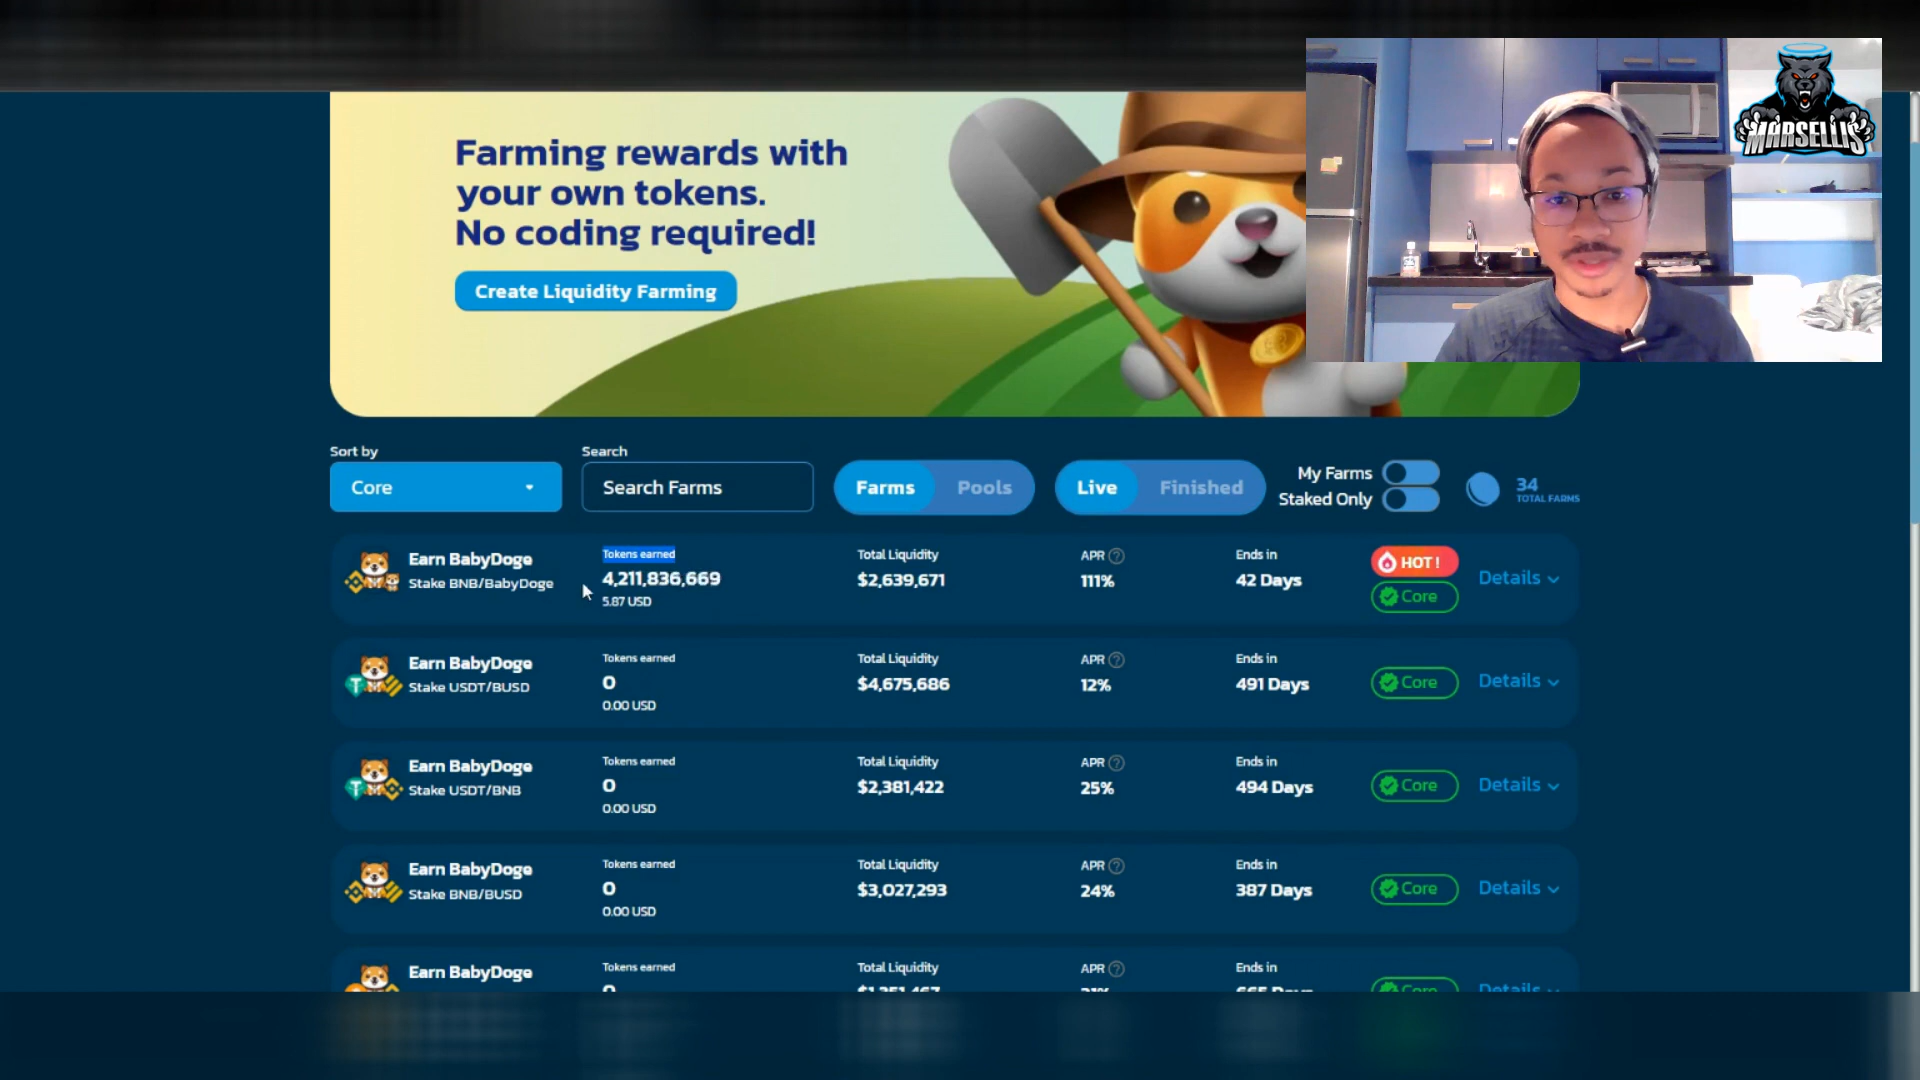 Farming rewards with
your own tokens.
No coding required!
Create Liquidity Farming
MARSELLIS
Sort by
Core
Search
Search Farms
Farms
Pools
Live
Finished
My Farms
Staked Only
34
TOTAL FARMS
Earn BabyDoge
Stake BNB/BabyDoge
Tokens earned
4,211,836,669
5.87 USD
Total Liquidity
$2,639,671
APR ?
111%
Ends in
42 Days
HOT!
Core
Details
Earn BabyDoge
Stake USDT/BUSD
Tokens earned
0
0.00 USD
Total Liquidity
$4,675,686
APR ?
12%
Ends in
491 Days
Core
Details
Earn BabyDoge
Stake USDT/BNB
Tokens earned
0
0.00 USD
Total Liquidity
$2,381,422
APR ?
25%
Ends in
494 Days
Core
Details
Earn BabyDoge
Stake BNB/BUSD
Tokens earned
0
0.00 USD
Total Liquidity
$3,027,293
APR ?
24%
Ends in
387 Days
Core
Details
Earn BabyDoge
Tokens earned
0
Total Liquidity
APR ?
Ends in
Core
Details